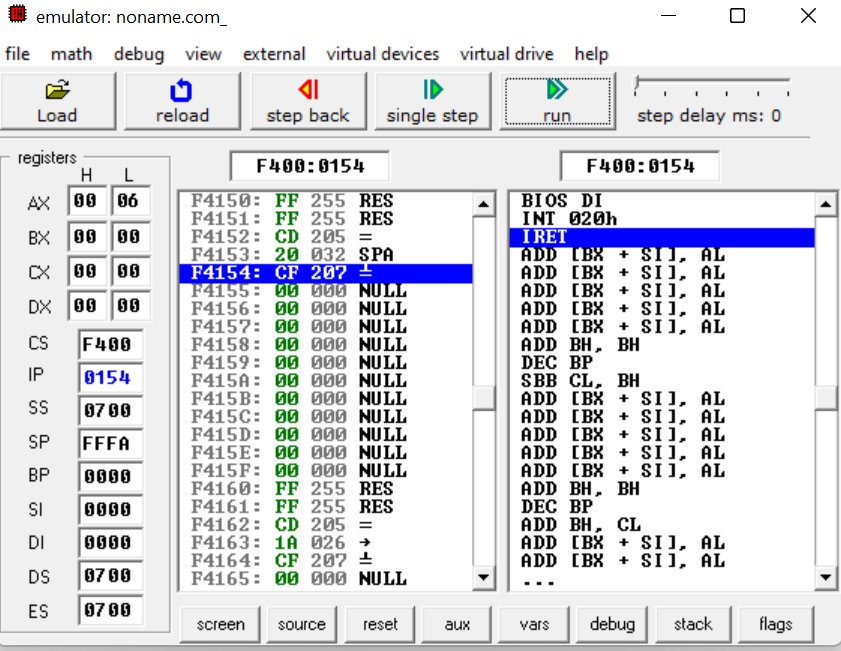 emulator: noname.com_
file math debug view external virtual devices virtual drive help
Load reload step back single step run step delay ms: 0
registers
H L
AX 00 06
BX 00 00
CX 00 00
DX 00 00
CS F400
IP 0154
SS 0700
SP FFFA
BP 0000
SI 0000
DI 0000
DS 0700
ES 0700
F400:0154
F4150: FF 255 RES
F4151: FF 255 RES
F4152: CD 205 =
F4153: 20 032 SPA
F4154: CF 207 ╧
F4155: 00 000 NULL
F4156: 00 000 NULL
F4157: 00 000 NULL
F4158: 00 000 NULL
F4159: 00 000 NULL
F415A: 00 000 NULL
F415B: 00 000 NULL
F415C: 00 000 NULL
F415D: 00 000 NULL
F415E: 00 000 NULL
F415F: 00 000 NULL
F4160: FF 255 RES
F4161: FF 255 RES
F4162: CD 205 =
F4163: 1A 026 →
F4164: CF 207 ╧
F4165: 00 000 NULL
F400:0154
BIOS DI
INT 020h
IRET
ADD [BX + SI], AL
ADD [BX + SI], AL
ADD [BX + SI], AL
ADD [BX + SI], AL
ADD [BX + SI], AL
ADD BH, BH
DEC BP
SBB CL, BH
ADD [BX + SI], AL
ADD [BX + SI], AL
ADD [BX + SI], AL
ADD [BX + SI], AL
ADD [BX + SI], AL
ADD BH, BH
DEC BP
ADD BH, CL
ADD [BX + SI], AL
ADD [BX + SI], AL
...
screen source reset aux vars debug stack flags